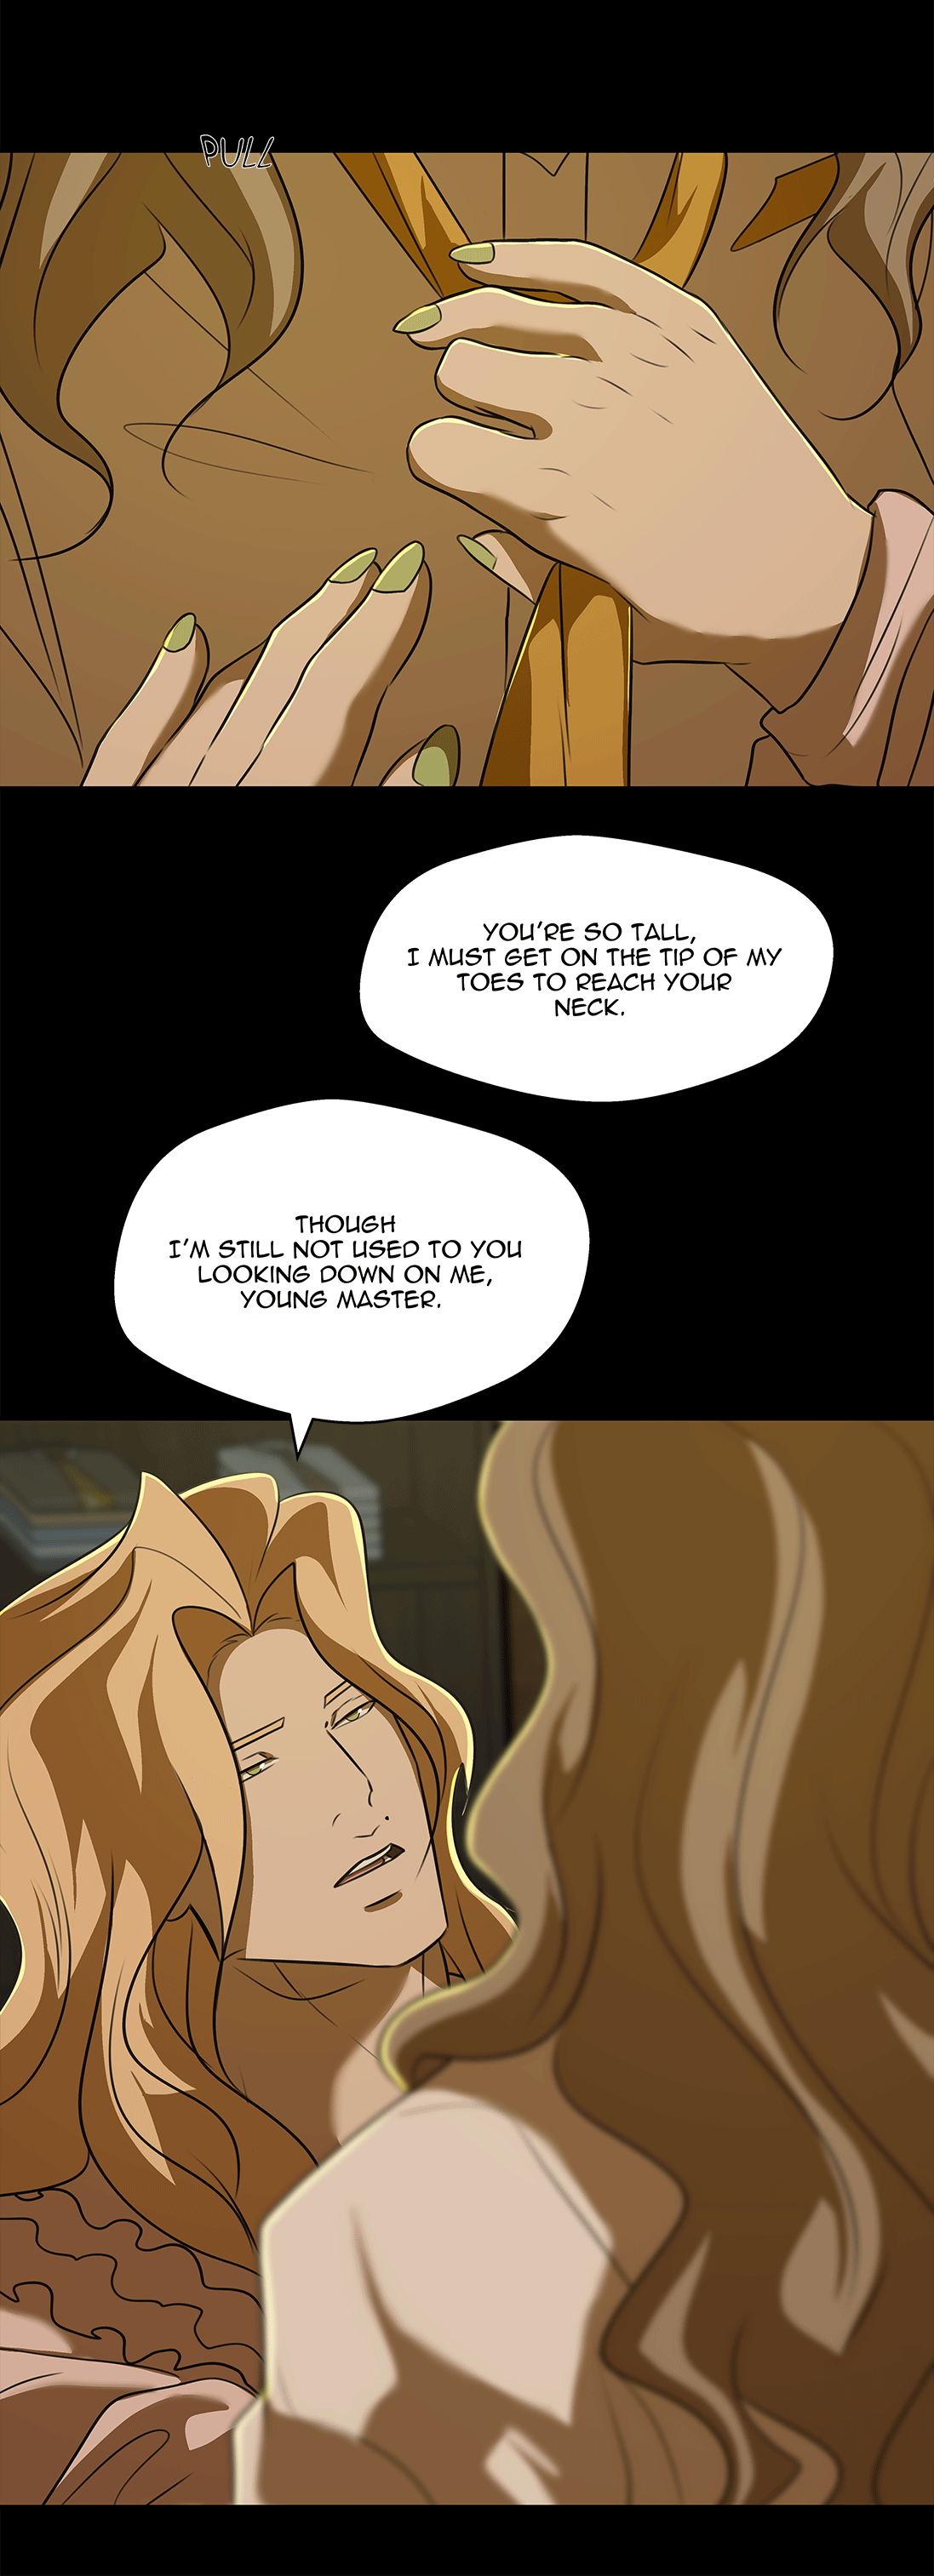 PULL
YOU'RE SO TALL,
I MUST GET ON THE TIP OF MY
TOES TO REACH YOUR
NECK.
THOUGH
I'M STILL NOT USED TO YOU
LOOKING DOWN ON ME,
YOUNG MASTER.